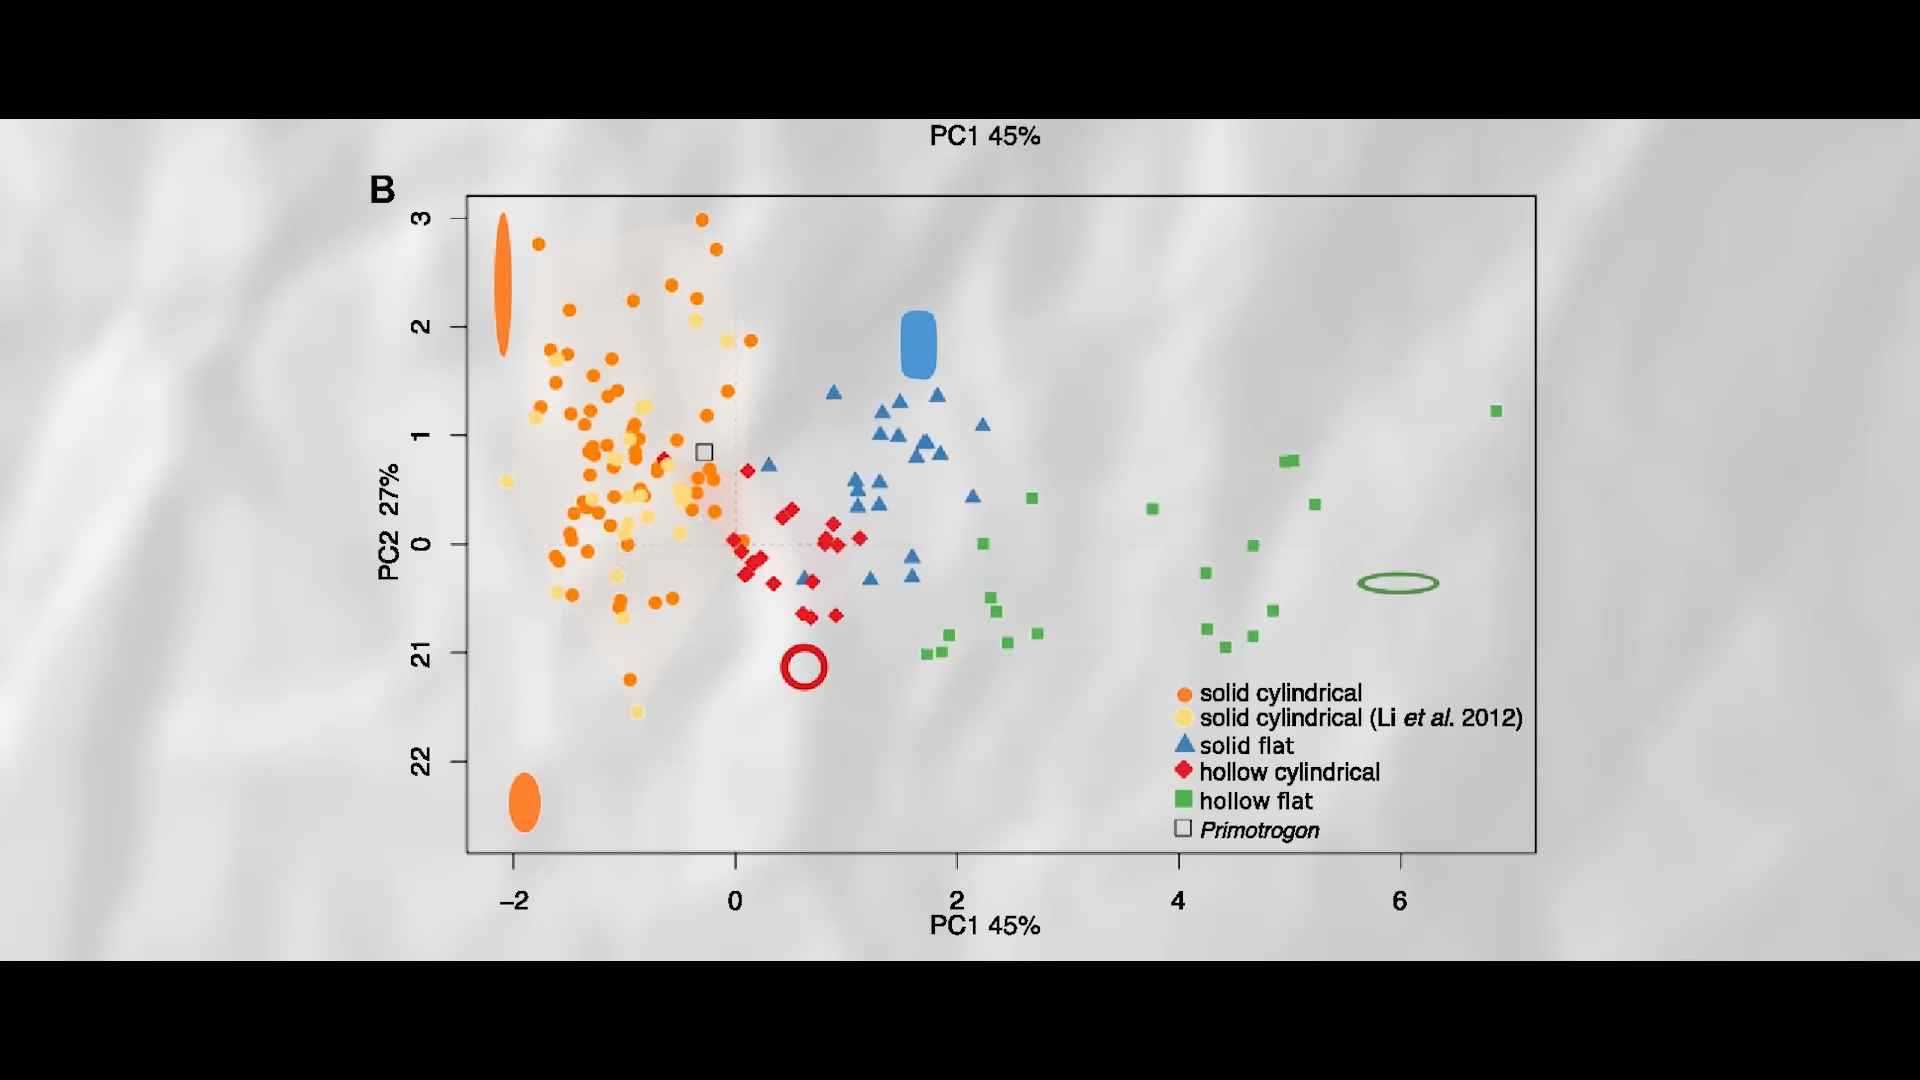 PC1 45%
B
3
2
1
0
21
22
PC2 27%
solid cylindrical
solid cylindrical (Li et al. 2012)
solid flat
hollow cylindrical
hollow flat
Primotrogon
−2 0 2 4 6
PC1 45%